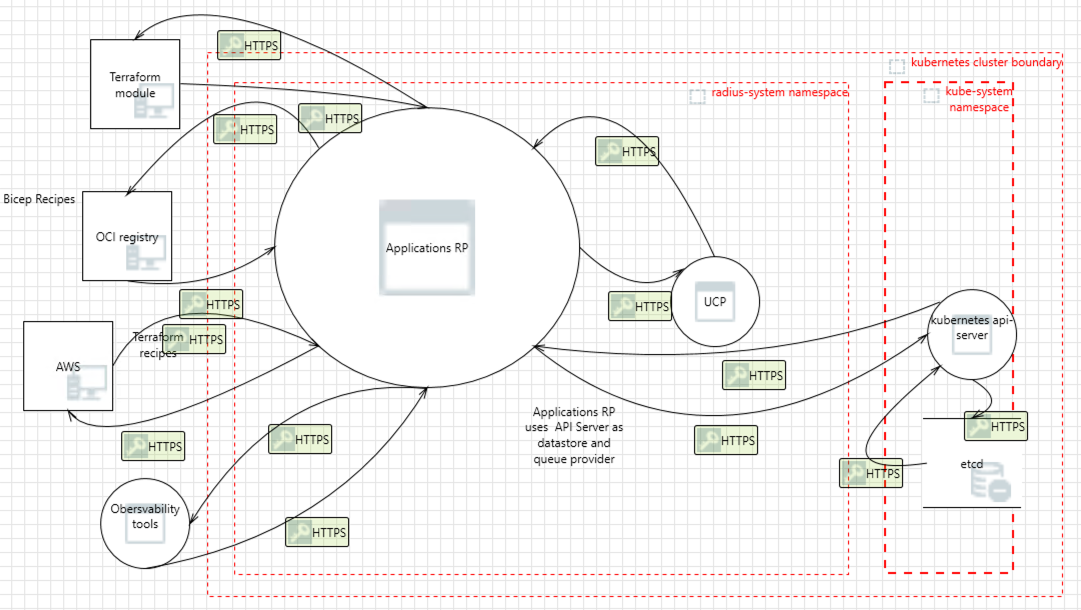 HTTPS
kubernetes cluster boundary
Terraform
module
radius-system namespace
kube-system
namespace
HTTPS
HTTPS
HTTPS
Bicep Recipes
OCI registry
Applications RP
HTTPS
HTTPS
UCP
kubernetes api-
server
Terraform
recipes
HTTPS
AWS
HTTPS
Applications RP
uses  API Server as
datastore and
queue provider
HTTPS
HTTPS
HTTPS
HTTPS
etcd
HTTPS
Obersvability
tools
HTTPS